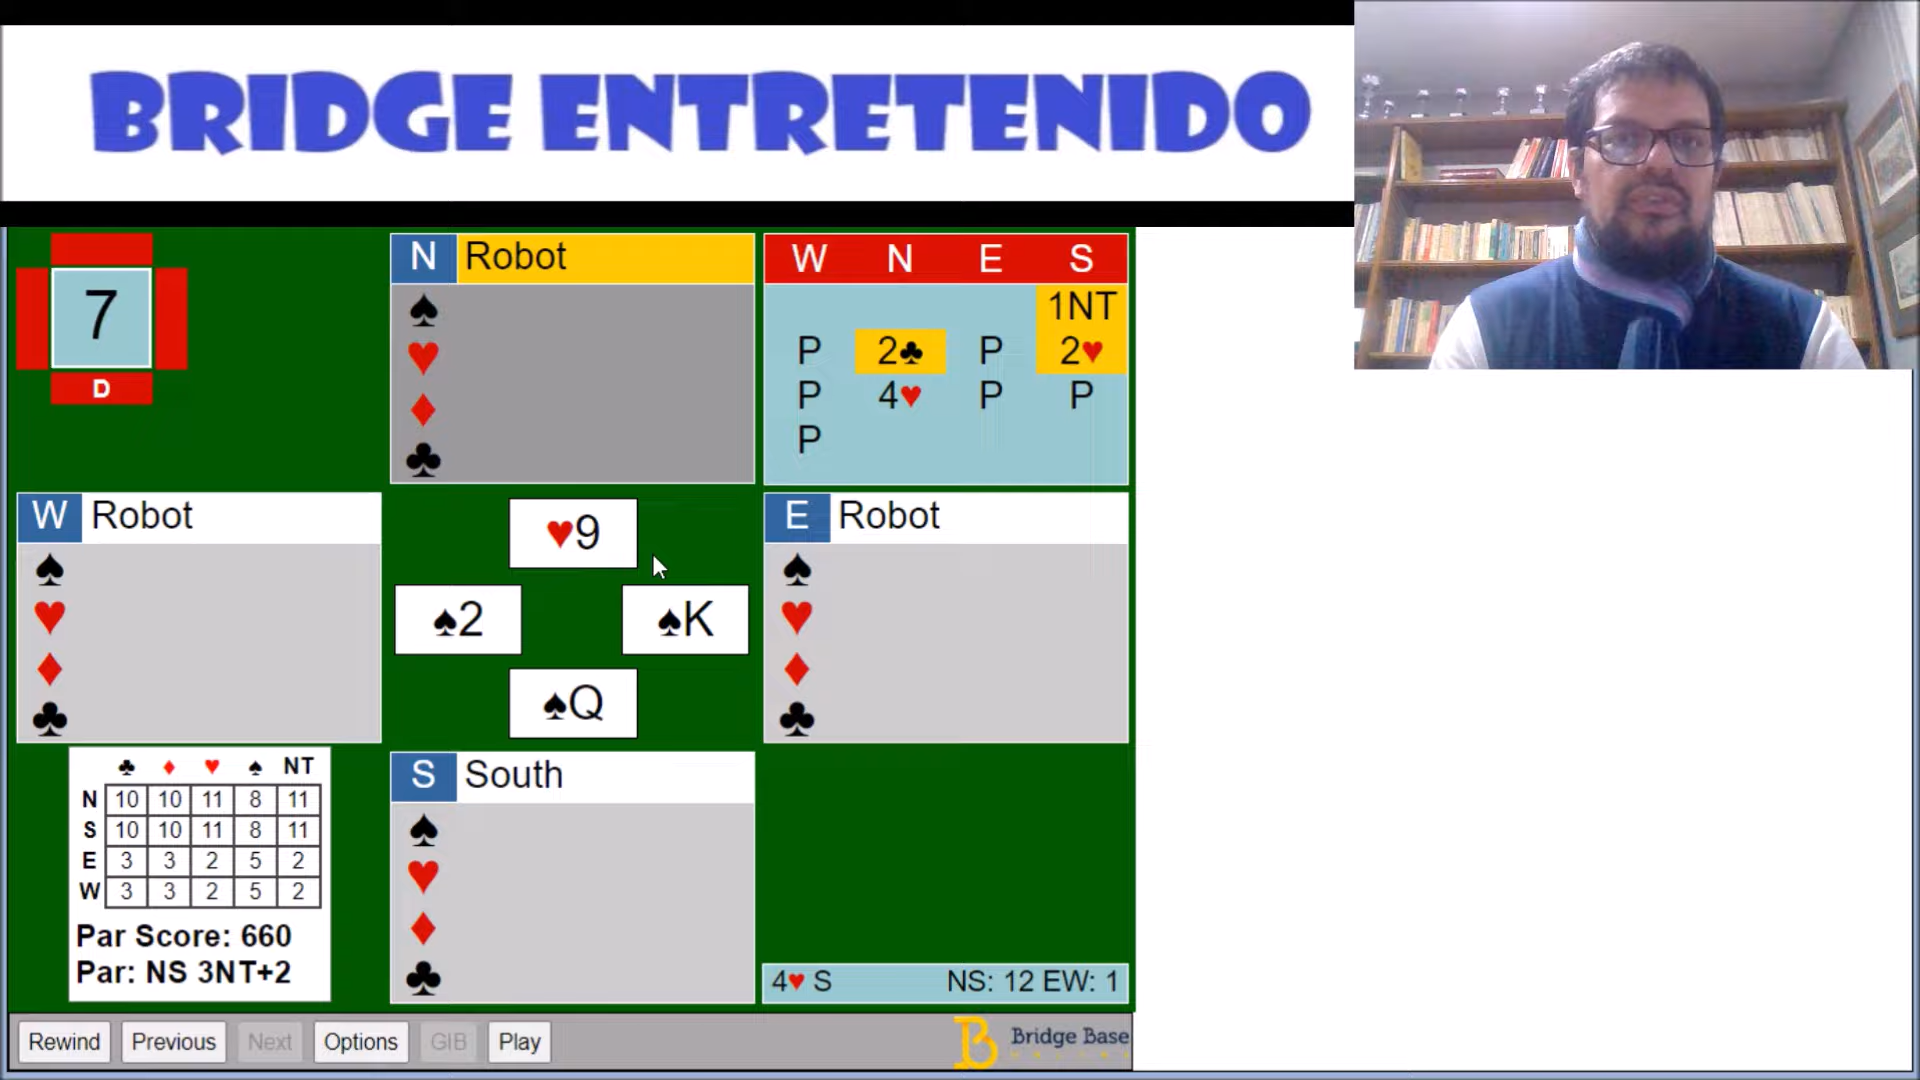 BRIDGE ENTRETENIDO
7
D
N Robot
♠
♥
♦
♣
W N E S
1NT
P 2♣ P 2♥
P 4♥ P P
P
W Robot
♠
♥
♦
♣
♥9
♠2
♠K
♠Q
E Robot
♠
♥
♦
♣
♣ ♦ ♥ ♠ NT
N 10 10 11 8 11
S 10 10 11 8 11
E 3 3 2 5 2
W 3 3 2 5 2
Par Score: 660
Par: NS 3NT+2
S South
♠
♥
♦
♣
4♥ S NS: 12 EW: 1
Rewind Previous Next Options GIB Play
B Bridge Base